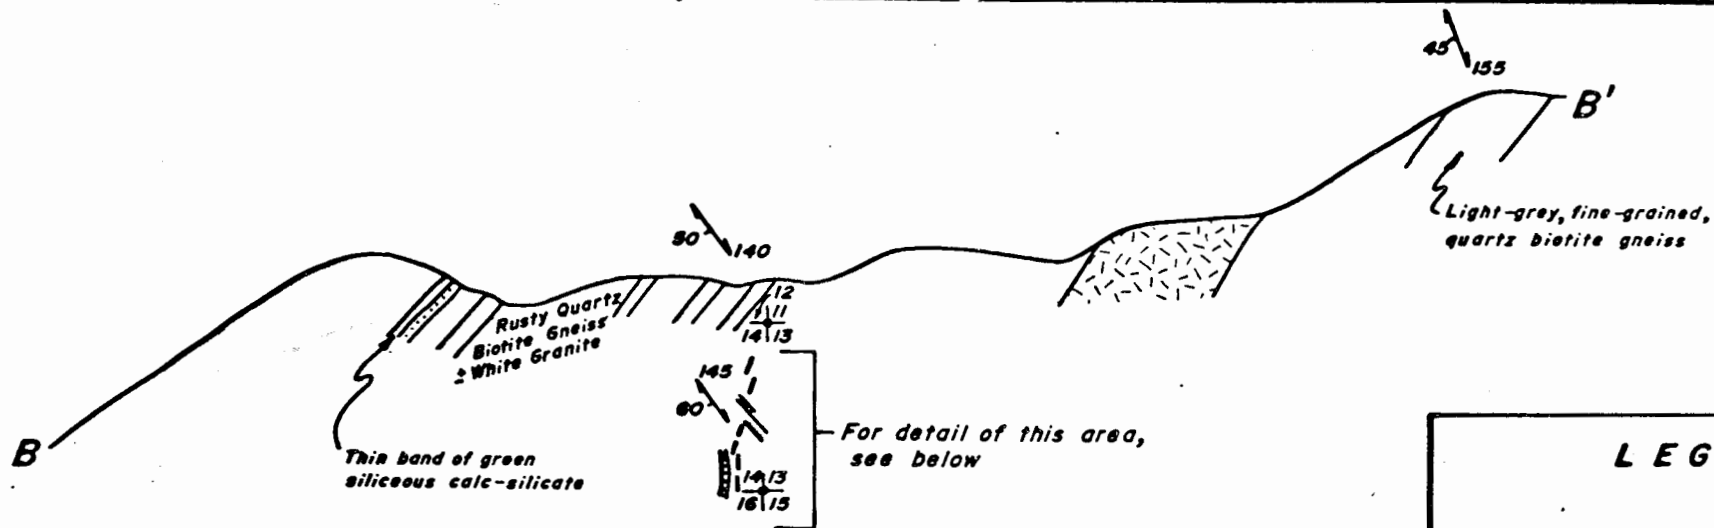 45
155
B'
Light-grey, fine-grained,
quartz biotite gneiss
50
140
12
11
14 13
Rusty Quartz
Biotite Gneiss
± White Granite
145
60
For detail of this area,
see below
B
Thin band of green
siliceous calc-silicate
14 13
16 15
LEG